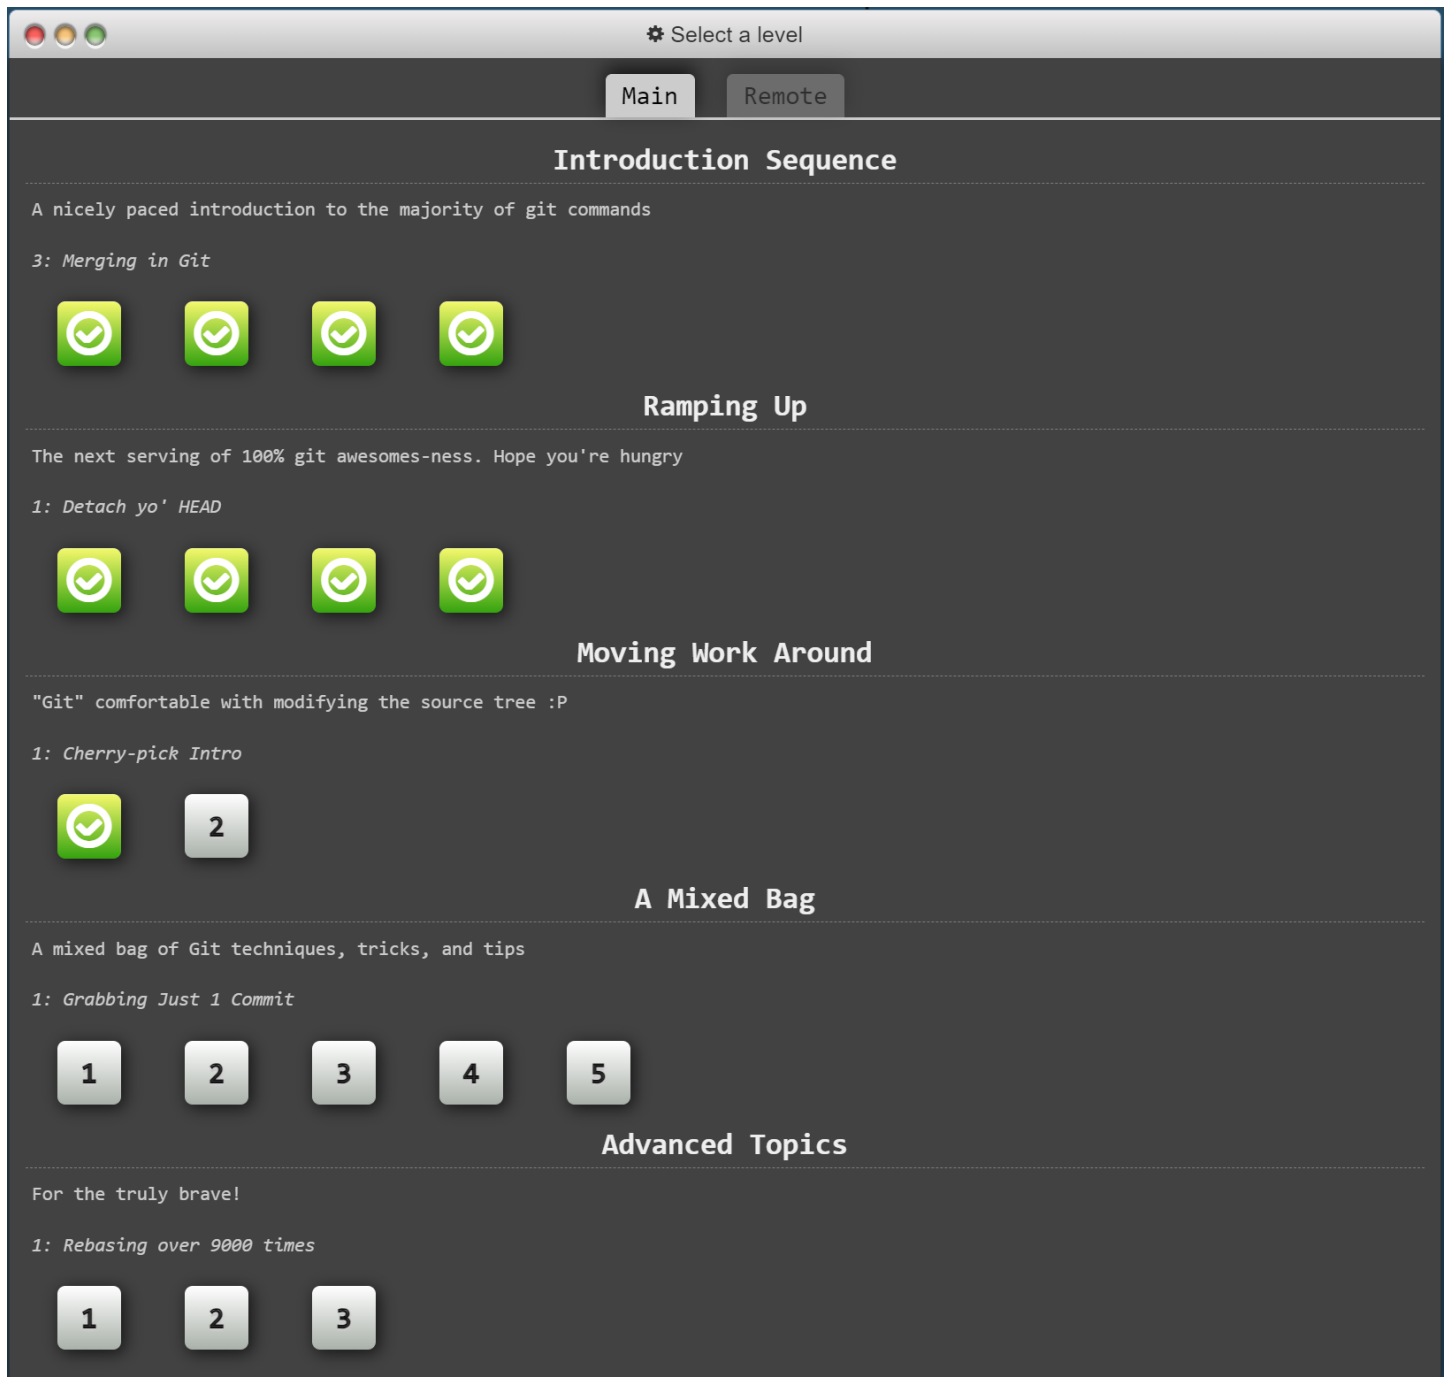 Select a level
Main Remote
Introduction Sequence
A nicely paced introduction to the majority of git commands
3: Merging in Git
Ramping Up
The next serving of 100% git awesomes-ness. Hope you're hungry
1: Detach yo' HEAD
Moving Work Around
"Git" comfortable with modifying the source tree :P
1: Cherry-pick Intro
2
A Mixed Bag
A mixed bag of Git techniques, tricks, and tips
1: Grabbing Just 1 Commit
1 2 3 4 5
Advanced Topics
For the truly brave!
1: Rebasing over 9000 times
1 2 3